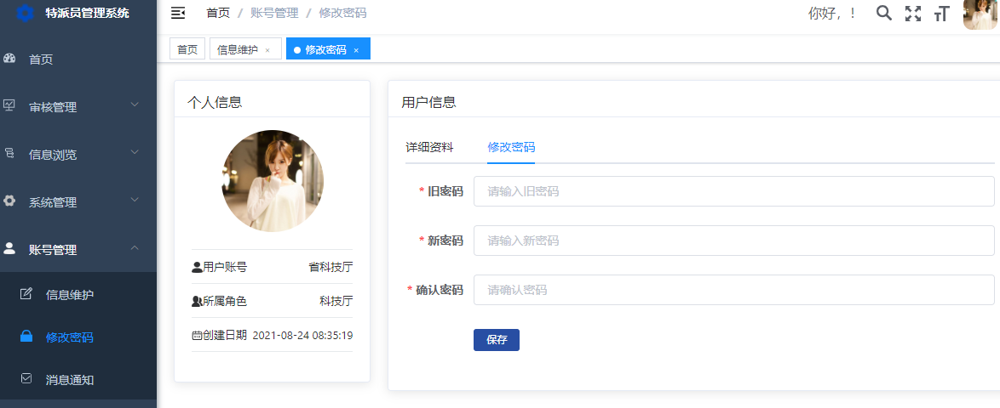 特派员管理系统
首页 / 账号管理 / 修改密码
你好，！
首页
信息维护 ×
修改密码 ×
首页
审核管理
信息浏览
系统管理
账号管理
信息维护
修改密码
消息通知
个人信息
用户账号 省科技厅
所属角色 科技厅
创建日期 2021-08-24 08:35:19
用户信息
详细资料 修改密码
* 旧密码 请输入旧密码
* 新密码 请输入新密码
* 确认密码 请确认密码
保存